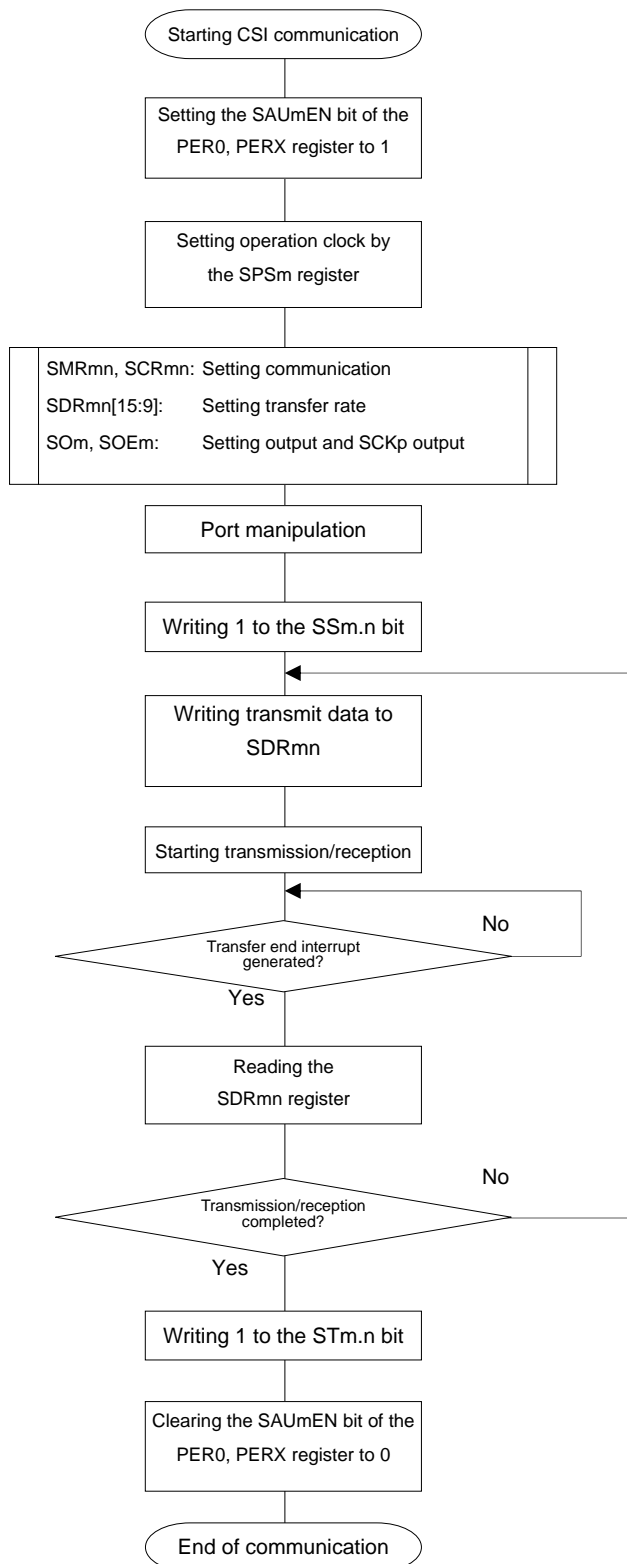 Starting CSI communication
Setting the SAUmEN bit of the
PER0, PERX register to 1
Setting operation clock by
the SPSm register
SMRmn, SCRmn: Setting communication
SDRmn[15:9]: Setting transfer rate
SOm, SOEm: Setting output and SCKp output
Port manipulation
Writing 1 to the SSm.n bit
Writing transmit data to
SDRmn
Starting transmission/reception
No
Transfer end interrupt
generated?
Yes
Reading the
SDRmn register
No
Transmission/reception
completed?
Yes
Writing 1 to the STm.n bit
Clearing the SAUmEN bit of the
PER0, PERX register to 0
End of communication